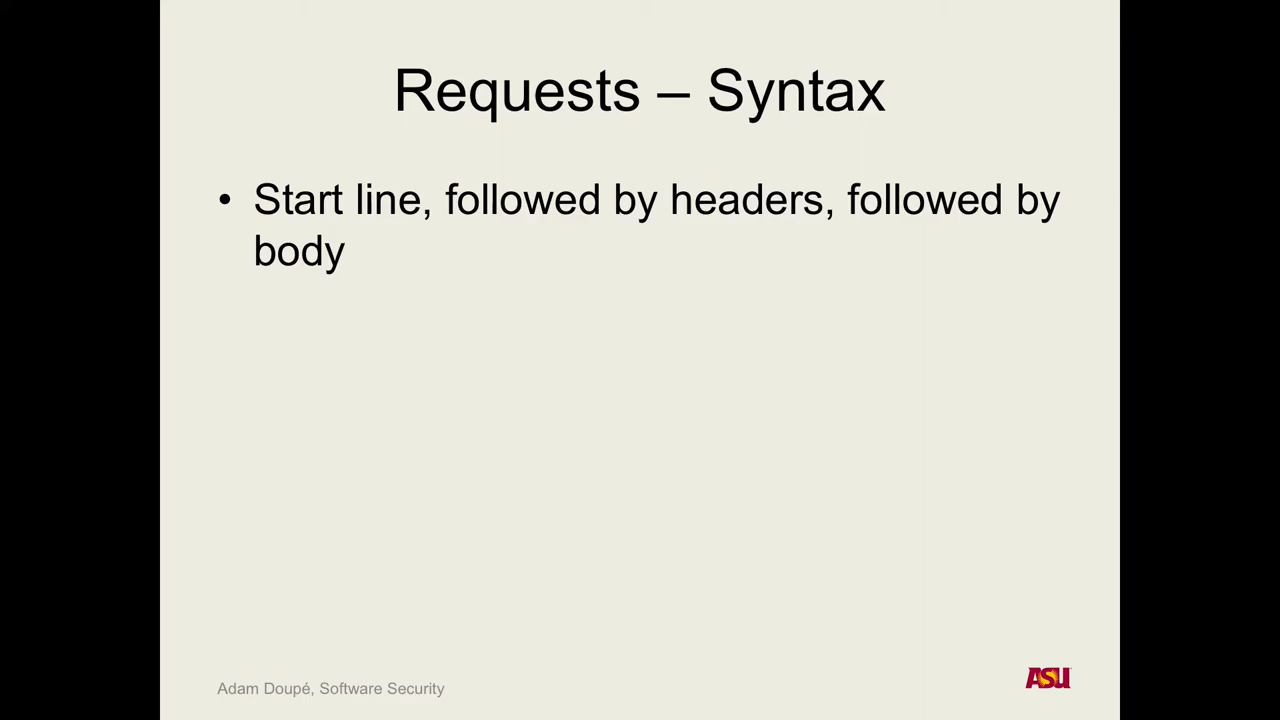 Requests – Syntax
• Start line, followed by headers, followed by
body
Adam Doupé, Software Security
ASU